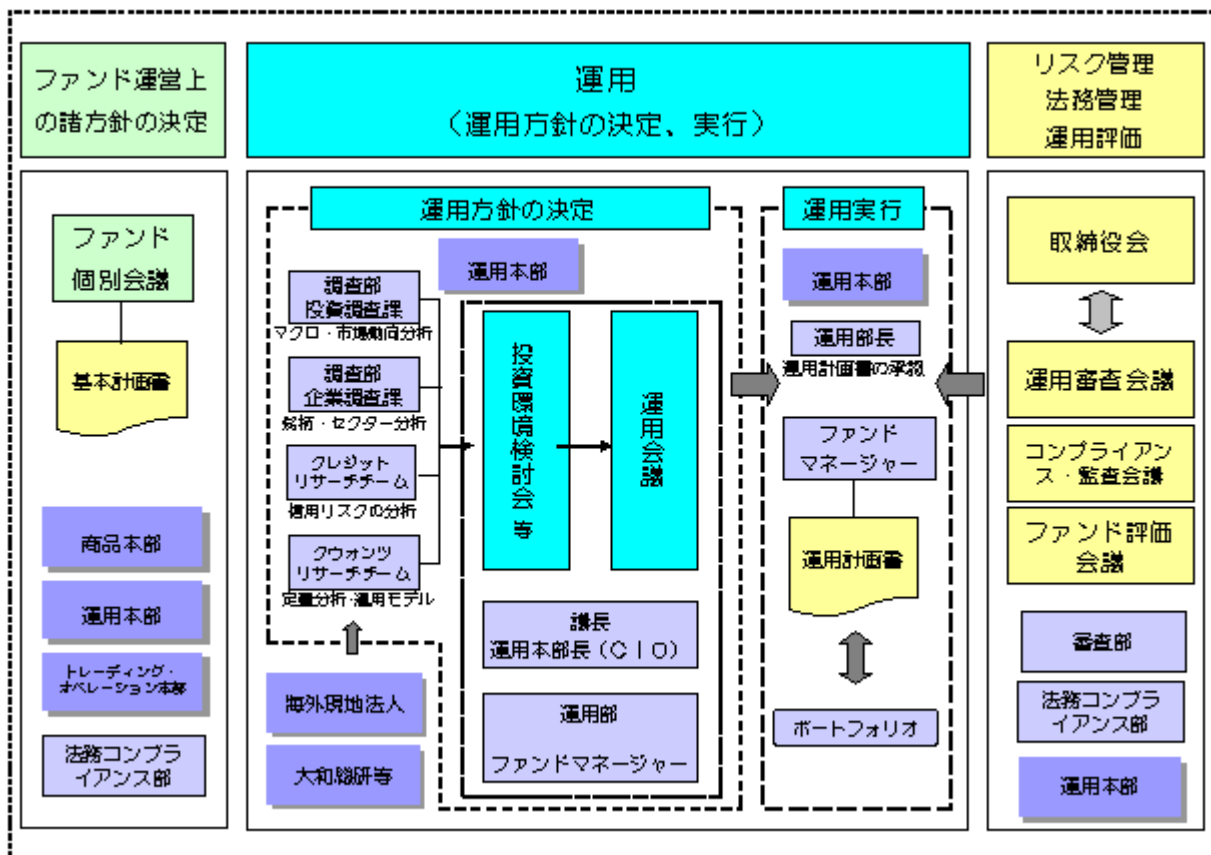 ファンド運営上
の諸方針の決定
運用
（運用方針の決定、実行）
リスク管理
法務管理
運用評価
ファンド
個別会議
基本計画書
商品本部
運用本部
トレーディング・
オペレーション本部
法務コンプラ
イアンス部
運用方針の決定
運用本部
調査部
投資調査課
マクロ・市場動向分析
調査部
企業調査課
銘柄・セクター分析
クレジット
リサーチチーム
信用リスクの分析
クウォンツ
リサーチチーム
定量分析・運用モデル
海外現地法人
大和総研等
投資環境検討会 等
運用会議
議長
運用本部長（ＣＩＯ）
運用部
ファンドマネージャー
運用実行
運用本部
運用部長
運用計画書の承認
ファンド
マネージャー
運用計画書
ポートフォリオ
取締役会
運用審査会議
コンプライアン
ス・監査会議
ファンド評価
会議
審査部
法務コンプラ
イアンス部
運用本部